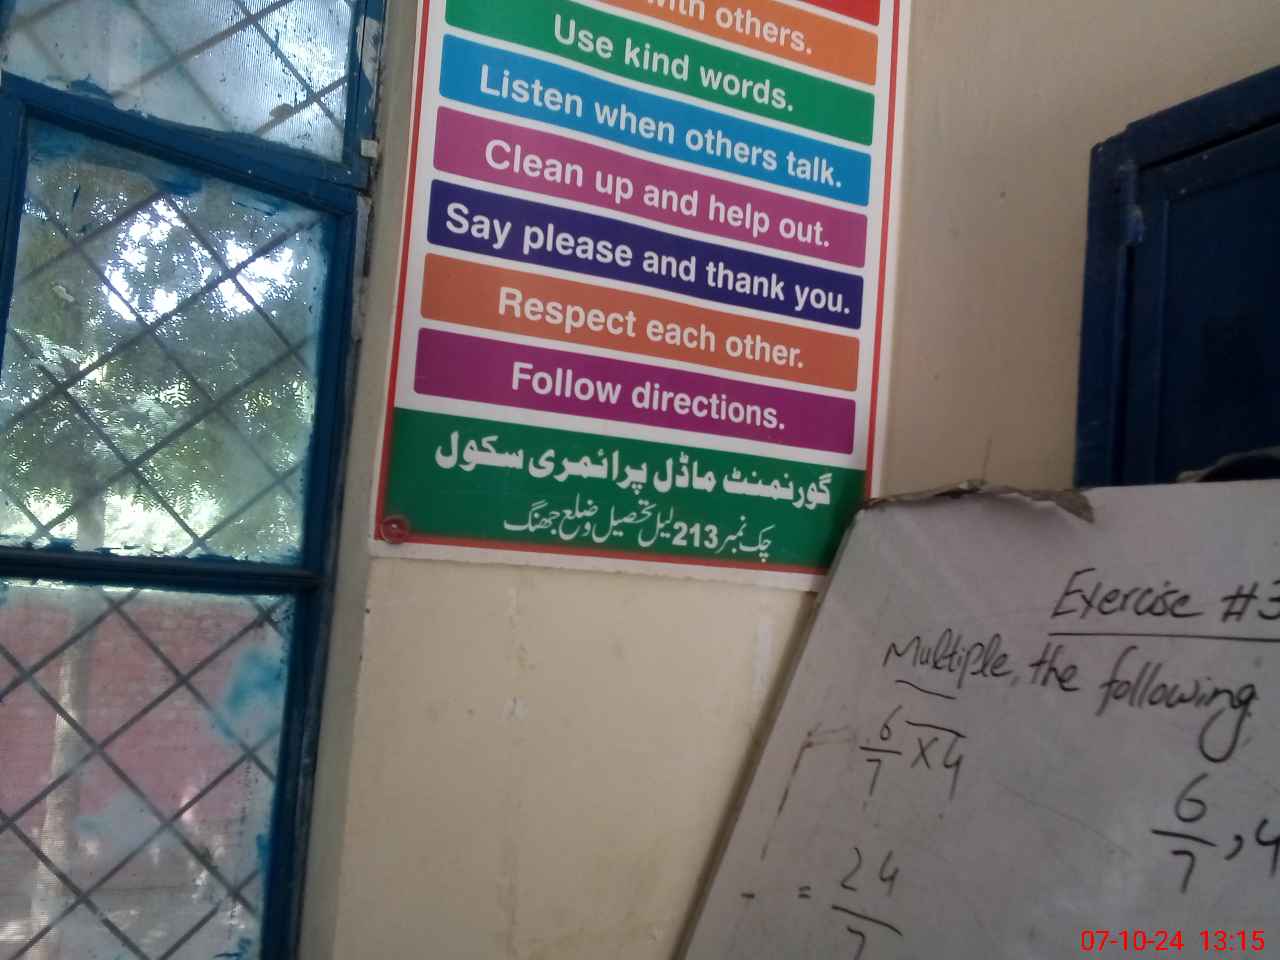 with others.
Use kind words.
Listen when others talk.
Clean up and help out.
Say please and thank you.
Respect each other.
Follow directions.
گورنمنٹ ماڈل پرائمری سکول
چک نمبر 213 لیل تحصیل و ضلع جھنگ
Exercise #3
Multiple, the following
6/7 × 4
6/7, 4
= 24/7
07-10-24 13:15